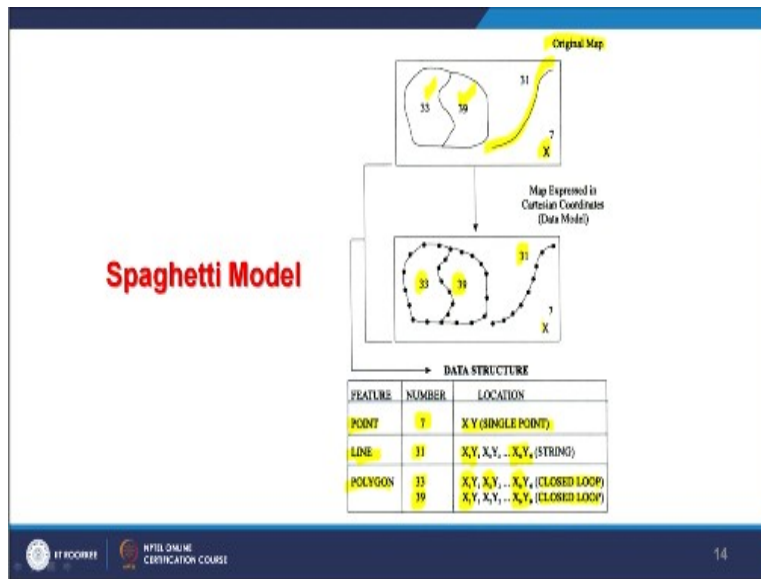 Original Map
31
33
39
7
X
Map Expressed in
Cartesian Coordinates
(Data Model)
Spaghetti Model
31
33
39
7
X
DATA STRUCTURE
FEATURE NUMBER LOCATION
POINT 7 X Y (SINGLE POINT)
LINE 31 X₁Y₁ X₂Y₂ ... XₙYₙ (STRING)
POLYGON 33 X₁Y₁ X₂Y₂ ... XₙYₙ (CLOSED LOOP)
39 X₁Y₁ X₂Y₂ ... XₙYₙ (CLOSED LOOP)
IIT ROORKEE
NPTEL ONLINE
CERTIFICATION COURSE
14